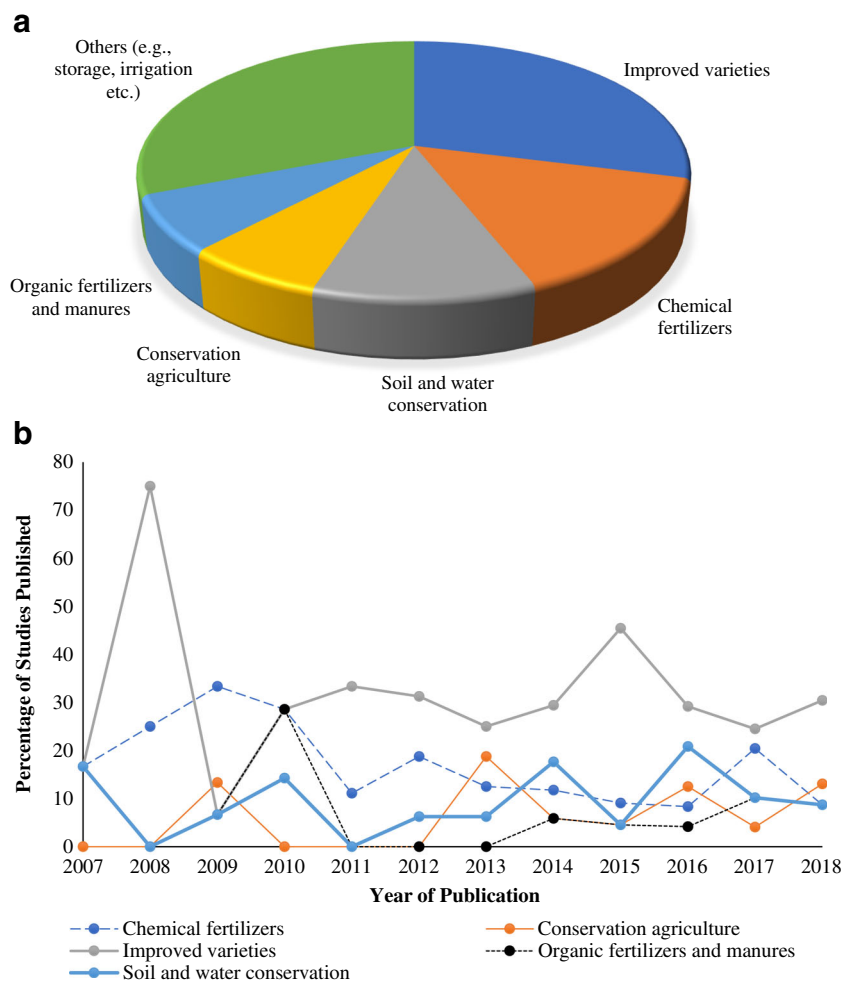 a
Others (e.g.,
storage, irrigation
etc.)
Improved varieties
Organic fertilizers
and manures
Chemical
fertilizers
Conservation
agriculture
Soil and water
conservation
b
Percentage of Studies Published
80
70
60
50
40
30
20
10
0
2007 2008 2009 2010 2011 2012 2013 2014 2015 2016 2017 2018
Year of Publication
Chemical fertilizers
Conservation agriculture
Improved varieties
Organic fertilizers and manures
Soil and water conservation